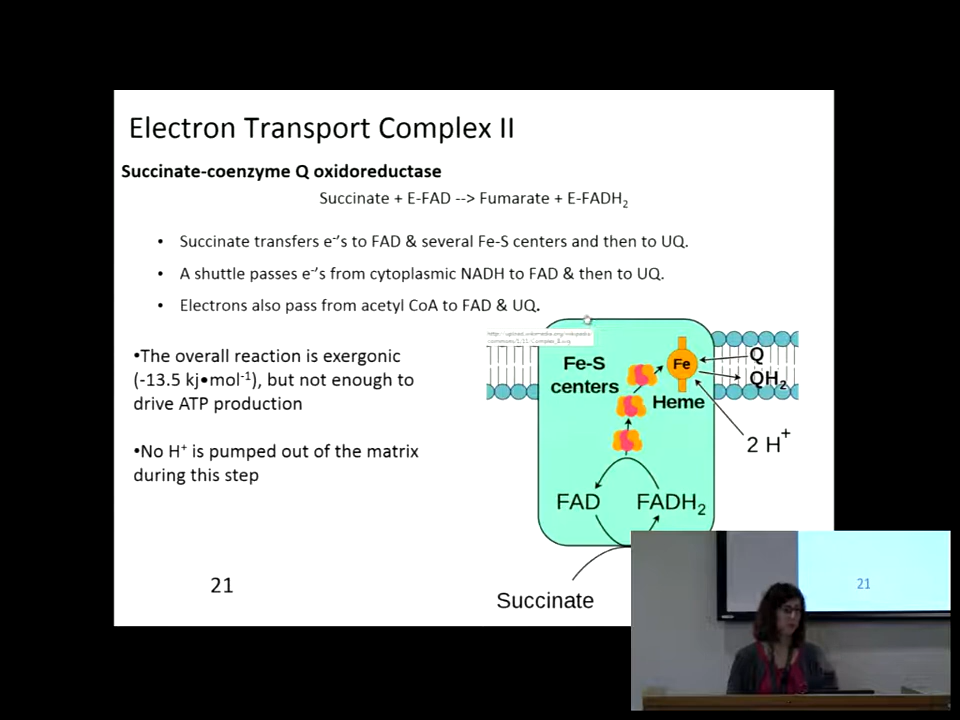 Electron Transport Complex II
Succinate-coenzyme Q oxidoreductase
Succinate + E-FAD --> Fumarate + E-FADH₂
• Succinate transfers e⁻'s to FAD & several Fe-S centers and then to UQ.
• A shuttle passes e⁻'s from cytoplasmic NADH to FAD & then to UQ.
• Electrons also pass from acetyl CoA to FAD & UQ.
•The overall reaction is exergonic
(-13.5 kj•mol⁻¹), but not enough to
drive ATP production
•No H⁺ is pumped out of the matrix
during this step
21
Fe-S
centers
Fe
Heme
Q
QH₂
2 H⁺
FAD
FADH₂
Succinate
21